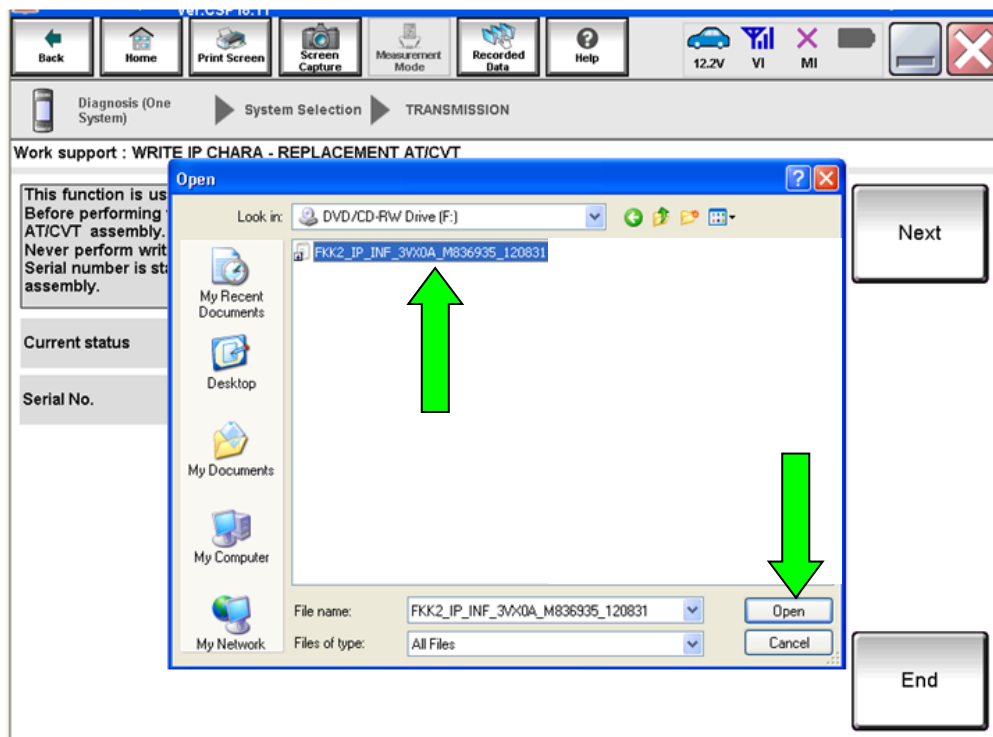 Ver.CSP16.11
Back
Home
Print Screen
Screen Capture
Measurement Mode
Recorded Data
Help
12.2V
VI
MI
Diagnosis (One System)
System Selection
TRANSMISSION
Work support : WRITE IP CHARA - REPLACEMENT AT/CVT
This function is us
Before performing
AT/CVT assembly.
Never perform writ
Serial number is sta
assembly.
Current status
Serial No.
Open
Look in:
DVD/CD-RW Drive (F:)
FKK2_IP_INF_3VX0A_M836935_120831
My Recent Documents
Desktop
My Documents
My Computer
My Network
File name:
FKK2_IP_INF_3VX0A_M836935_120831
Open
Files of type:
All Files
Cancel
Next
End